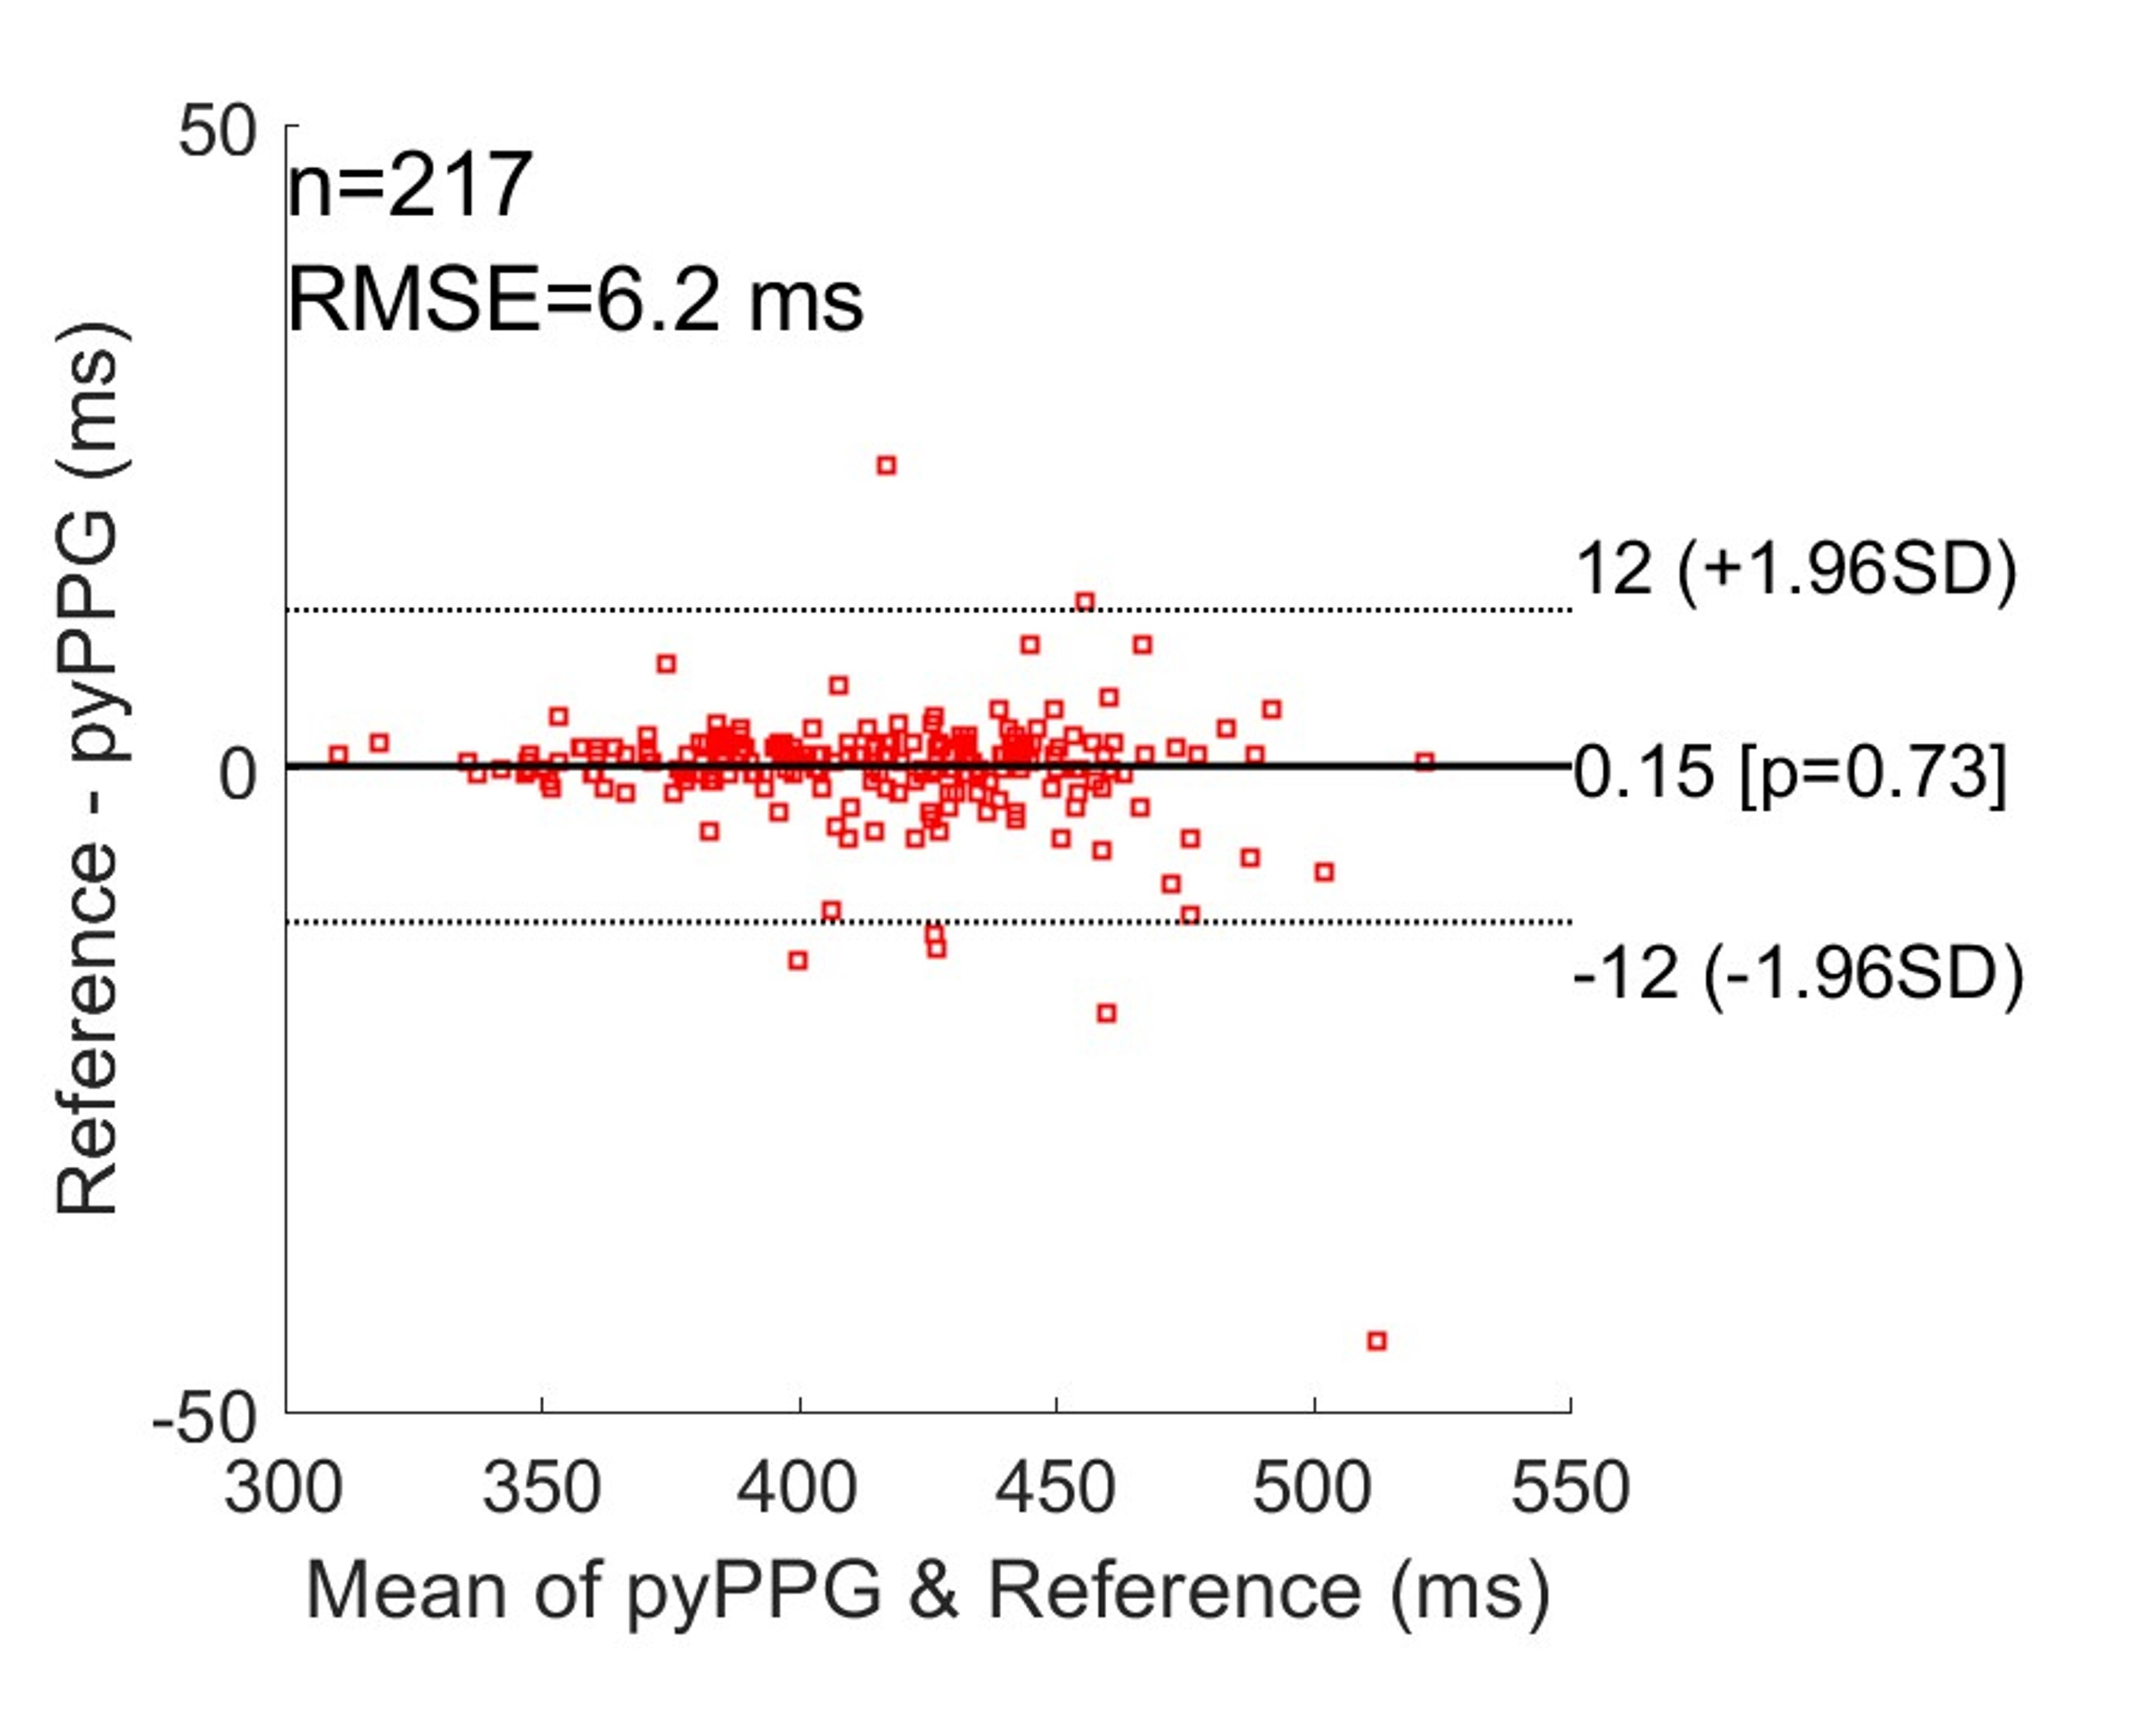 50
n=217
RMSE=6.2 ms
12 (+1.96SD)
0
0.15 [p=0.73]
-12 (-1.96SD)
-50
300 350 400 450 500 550
Mean of pyPPG & Reference (ms)
Reference - pyPPG (ms)